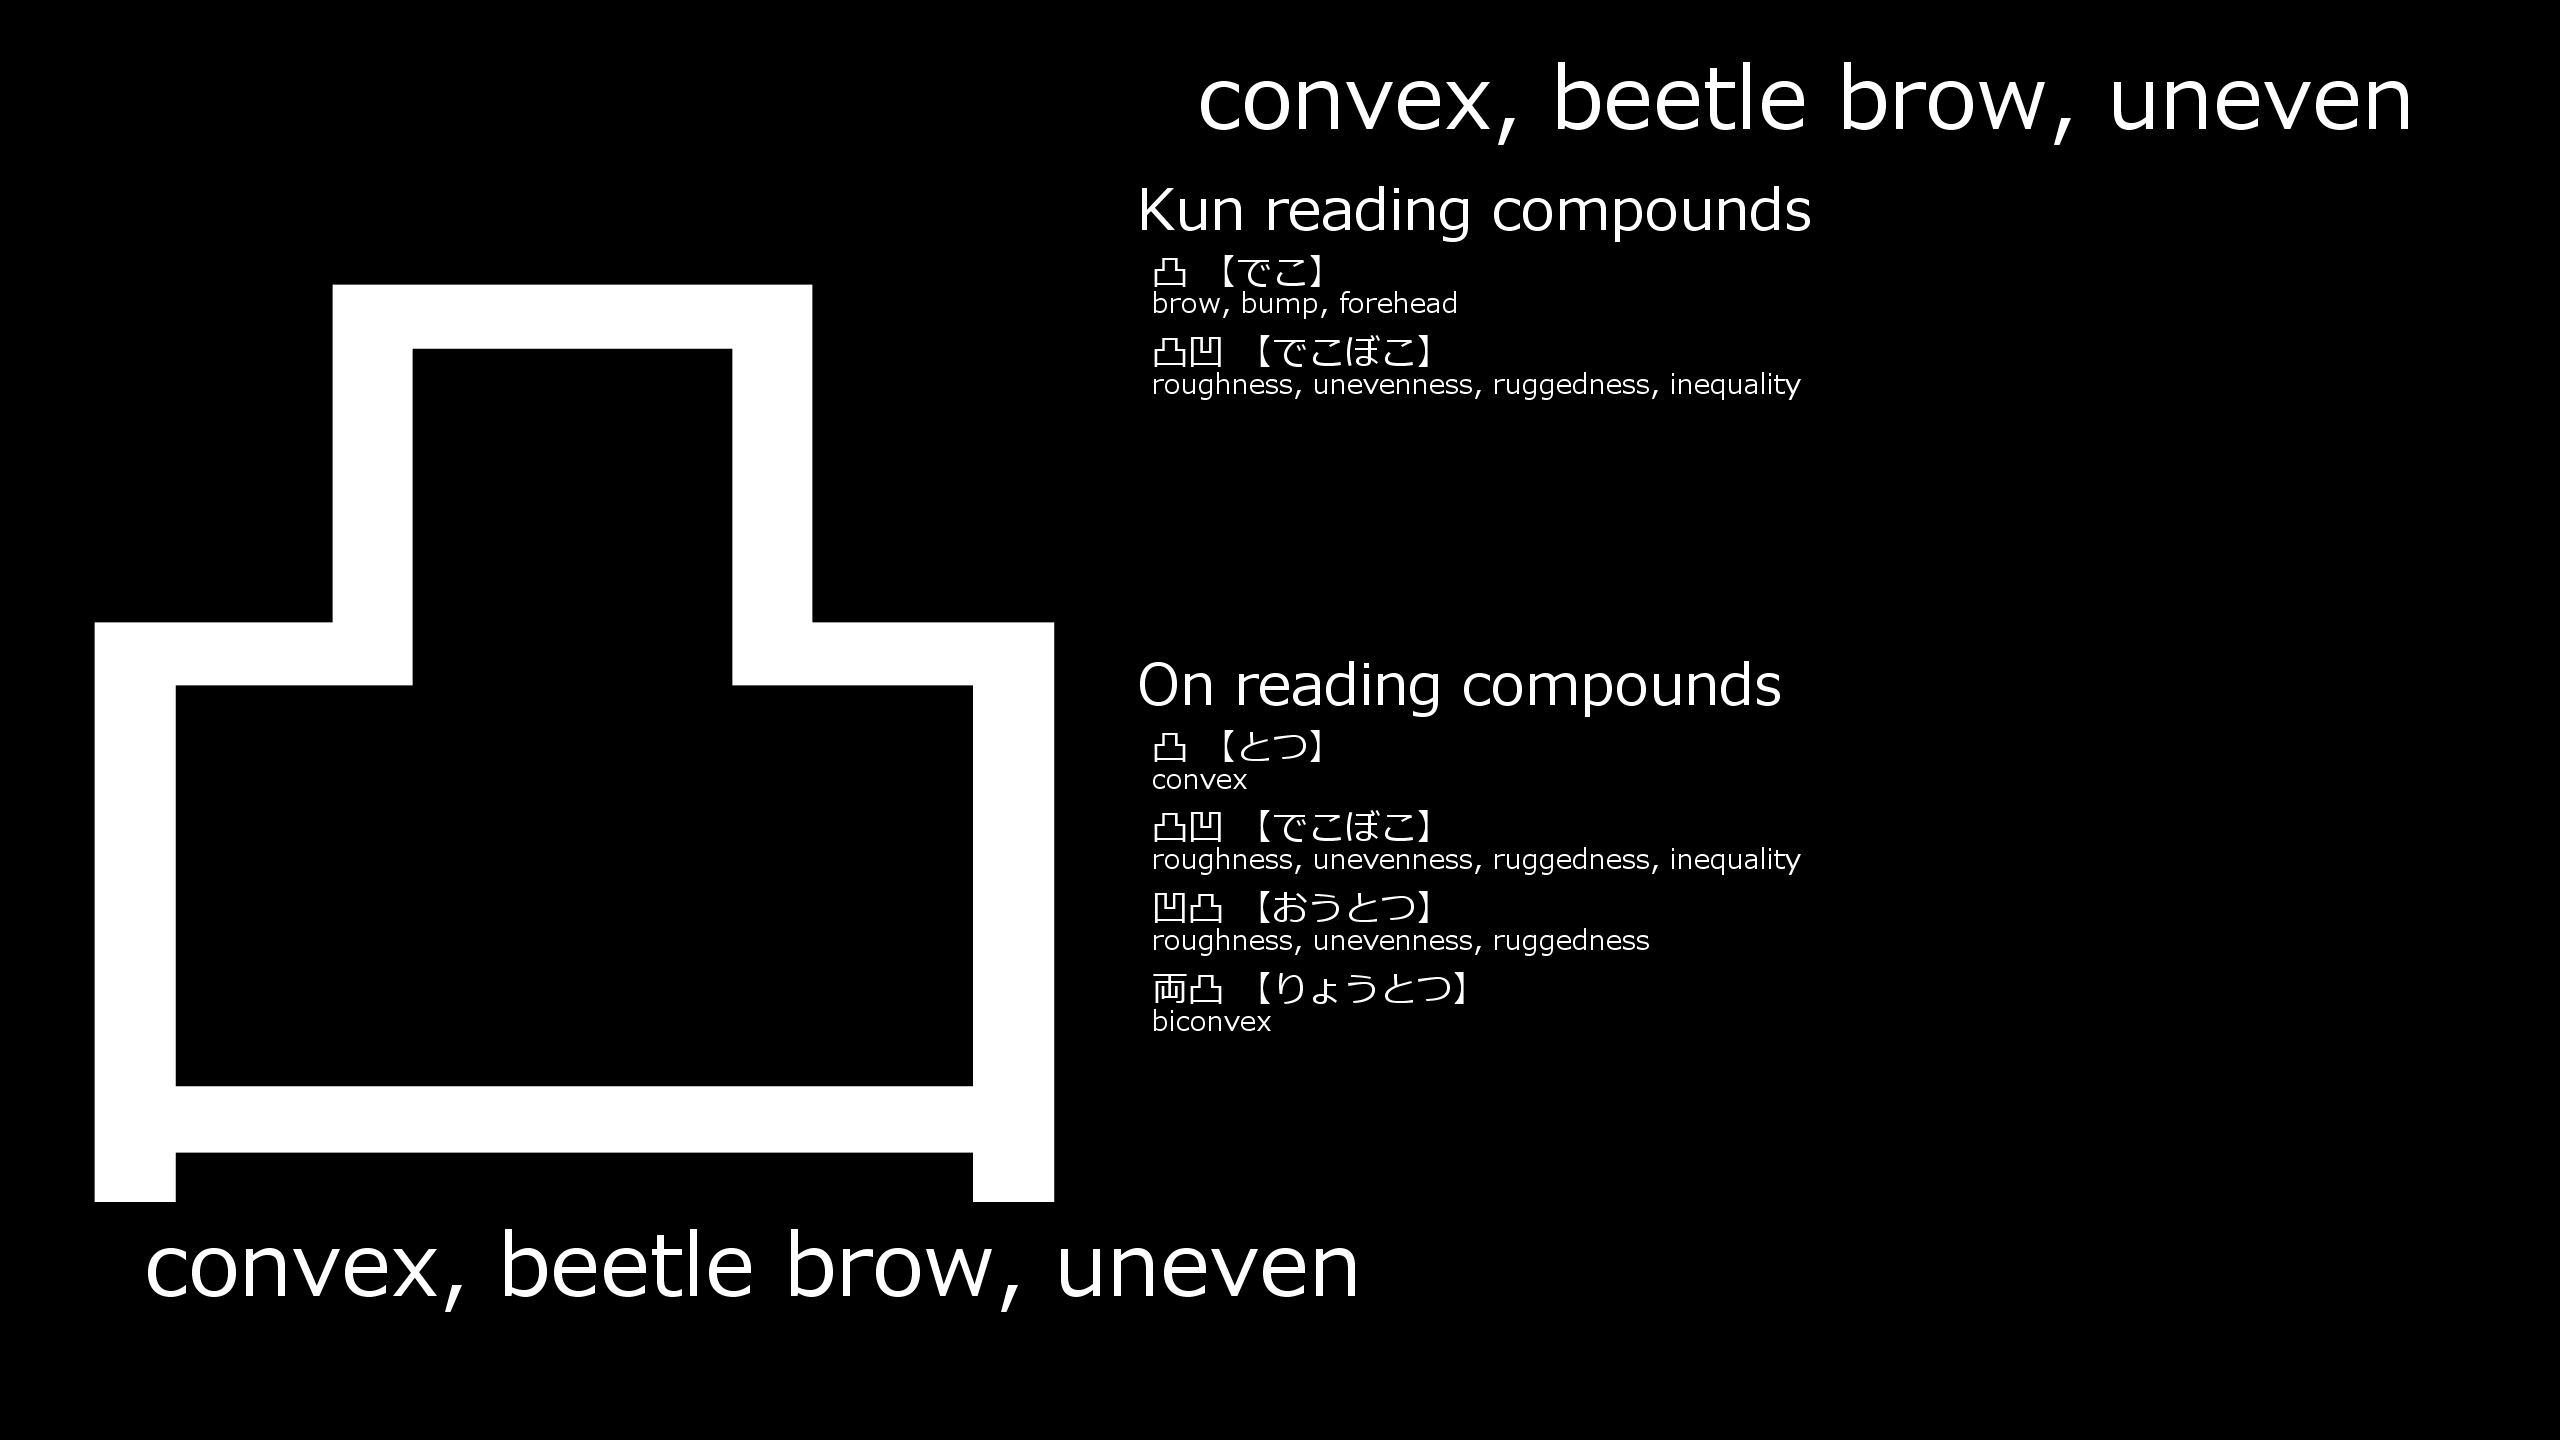 convex, beetle brow, uneven
Kun reading compounds
凸 【でこ】
brow, bump, forehead
凸凹 【でこぼこ】
roughness, unevenness, ruggedness, inequality
凸
On reading compounds
凸 【とつ】
convex
凸凹 【でこぼこ】
roughness, unevenness, ruggedness, inequality
凹凸 【おうとつ】
roughness, unevenness, ruggedness
両凸 【りょうとつ】
biconvex
convex, beetle brow, uneven